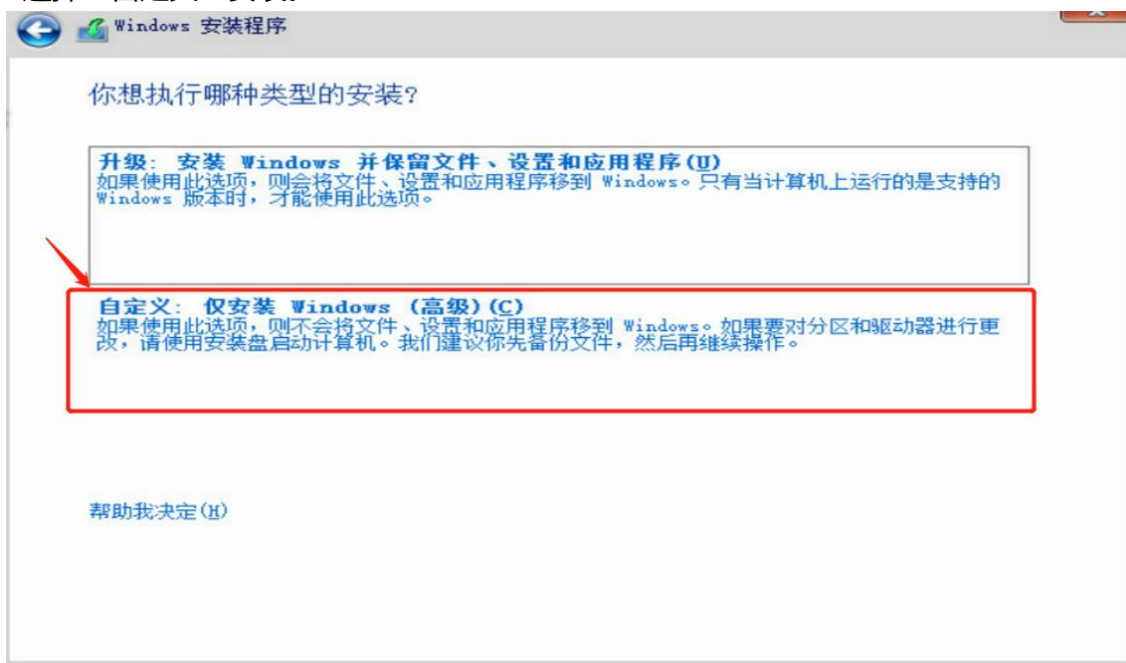 Windows 安装程序
你想执行哪种类型的安装?
升级: 安装 Windows 并保留文件、设置和应用程序(U)
如果使用此选项，则会将文件、设置和应用程序移到 Windows。只有当计算机上运行的是支持的
Windows 版本时，才能使用此选项。
自定义: 仅安装 Windows (高级)(C)
如果使用此选项，则不会将文件、设置和应用程序移到 Windows。如果要对分区和驱动器进行更
改，请使用安装盘启动计算机。我们建议你先备份文件，然后再继续操作。
帮助我决定(H)